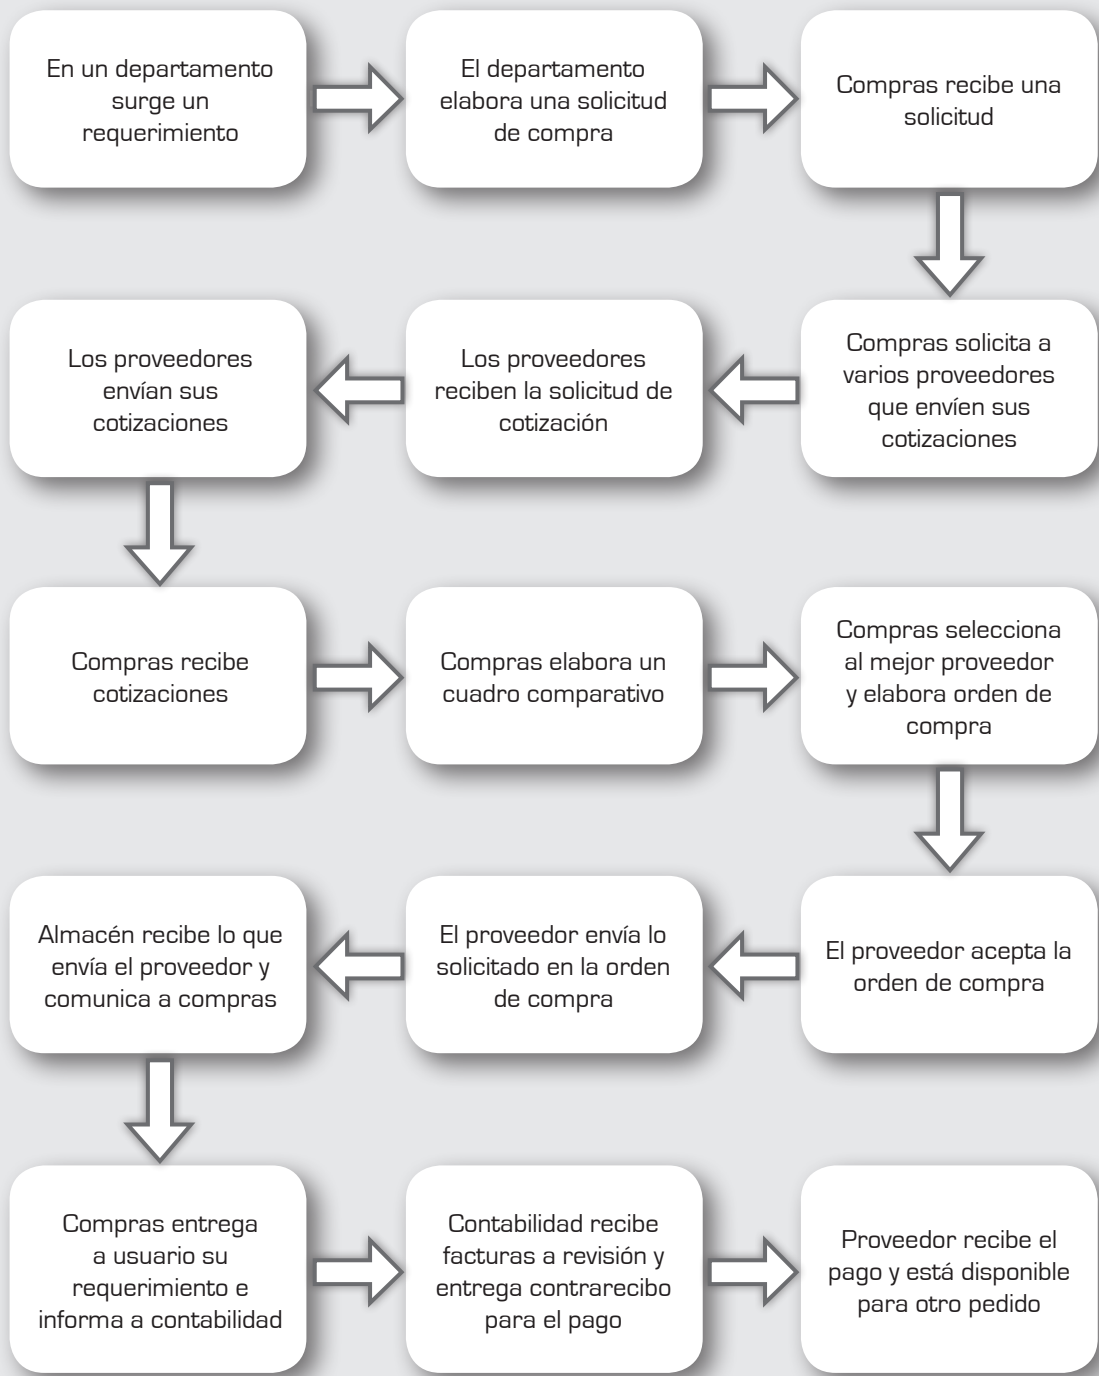 En un departamento
surge un
requerimiento
El departamento
elabora una solicitud
de compra
Compras recibe una
solicitud
Compras solicita a
varios proveedores
que envíen sus
cotizaciones
Los proveedores
reciben la solicitud de
cotización
Los proveedores
envían sus
cotizaciones
Compras recibe
cotizaciones
Compras elabora un
cuadro comparativo
Compras selecciona
al mejor proveedor
y elabora orden de
compra
El proveedor acepta la
orden de compra
El proveedor envía lo
solicitado en la orden
de compra
Almacén recibe lo que
envía el proveedor y
comunica a compras
Compras entrega
a usuario su
requerimiento e
informa a contabilidad
Contabilidad recibe
facturas a revisión y
entrega contrarecibo
para el pago
Proveedor recibe el
pago y está disponible
para otro pedido